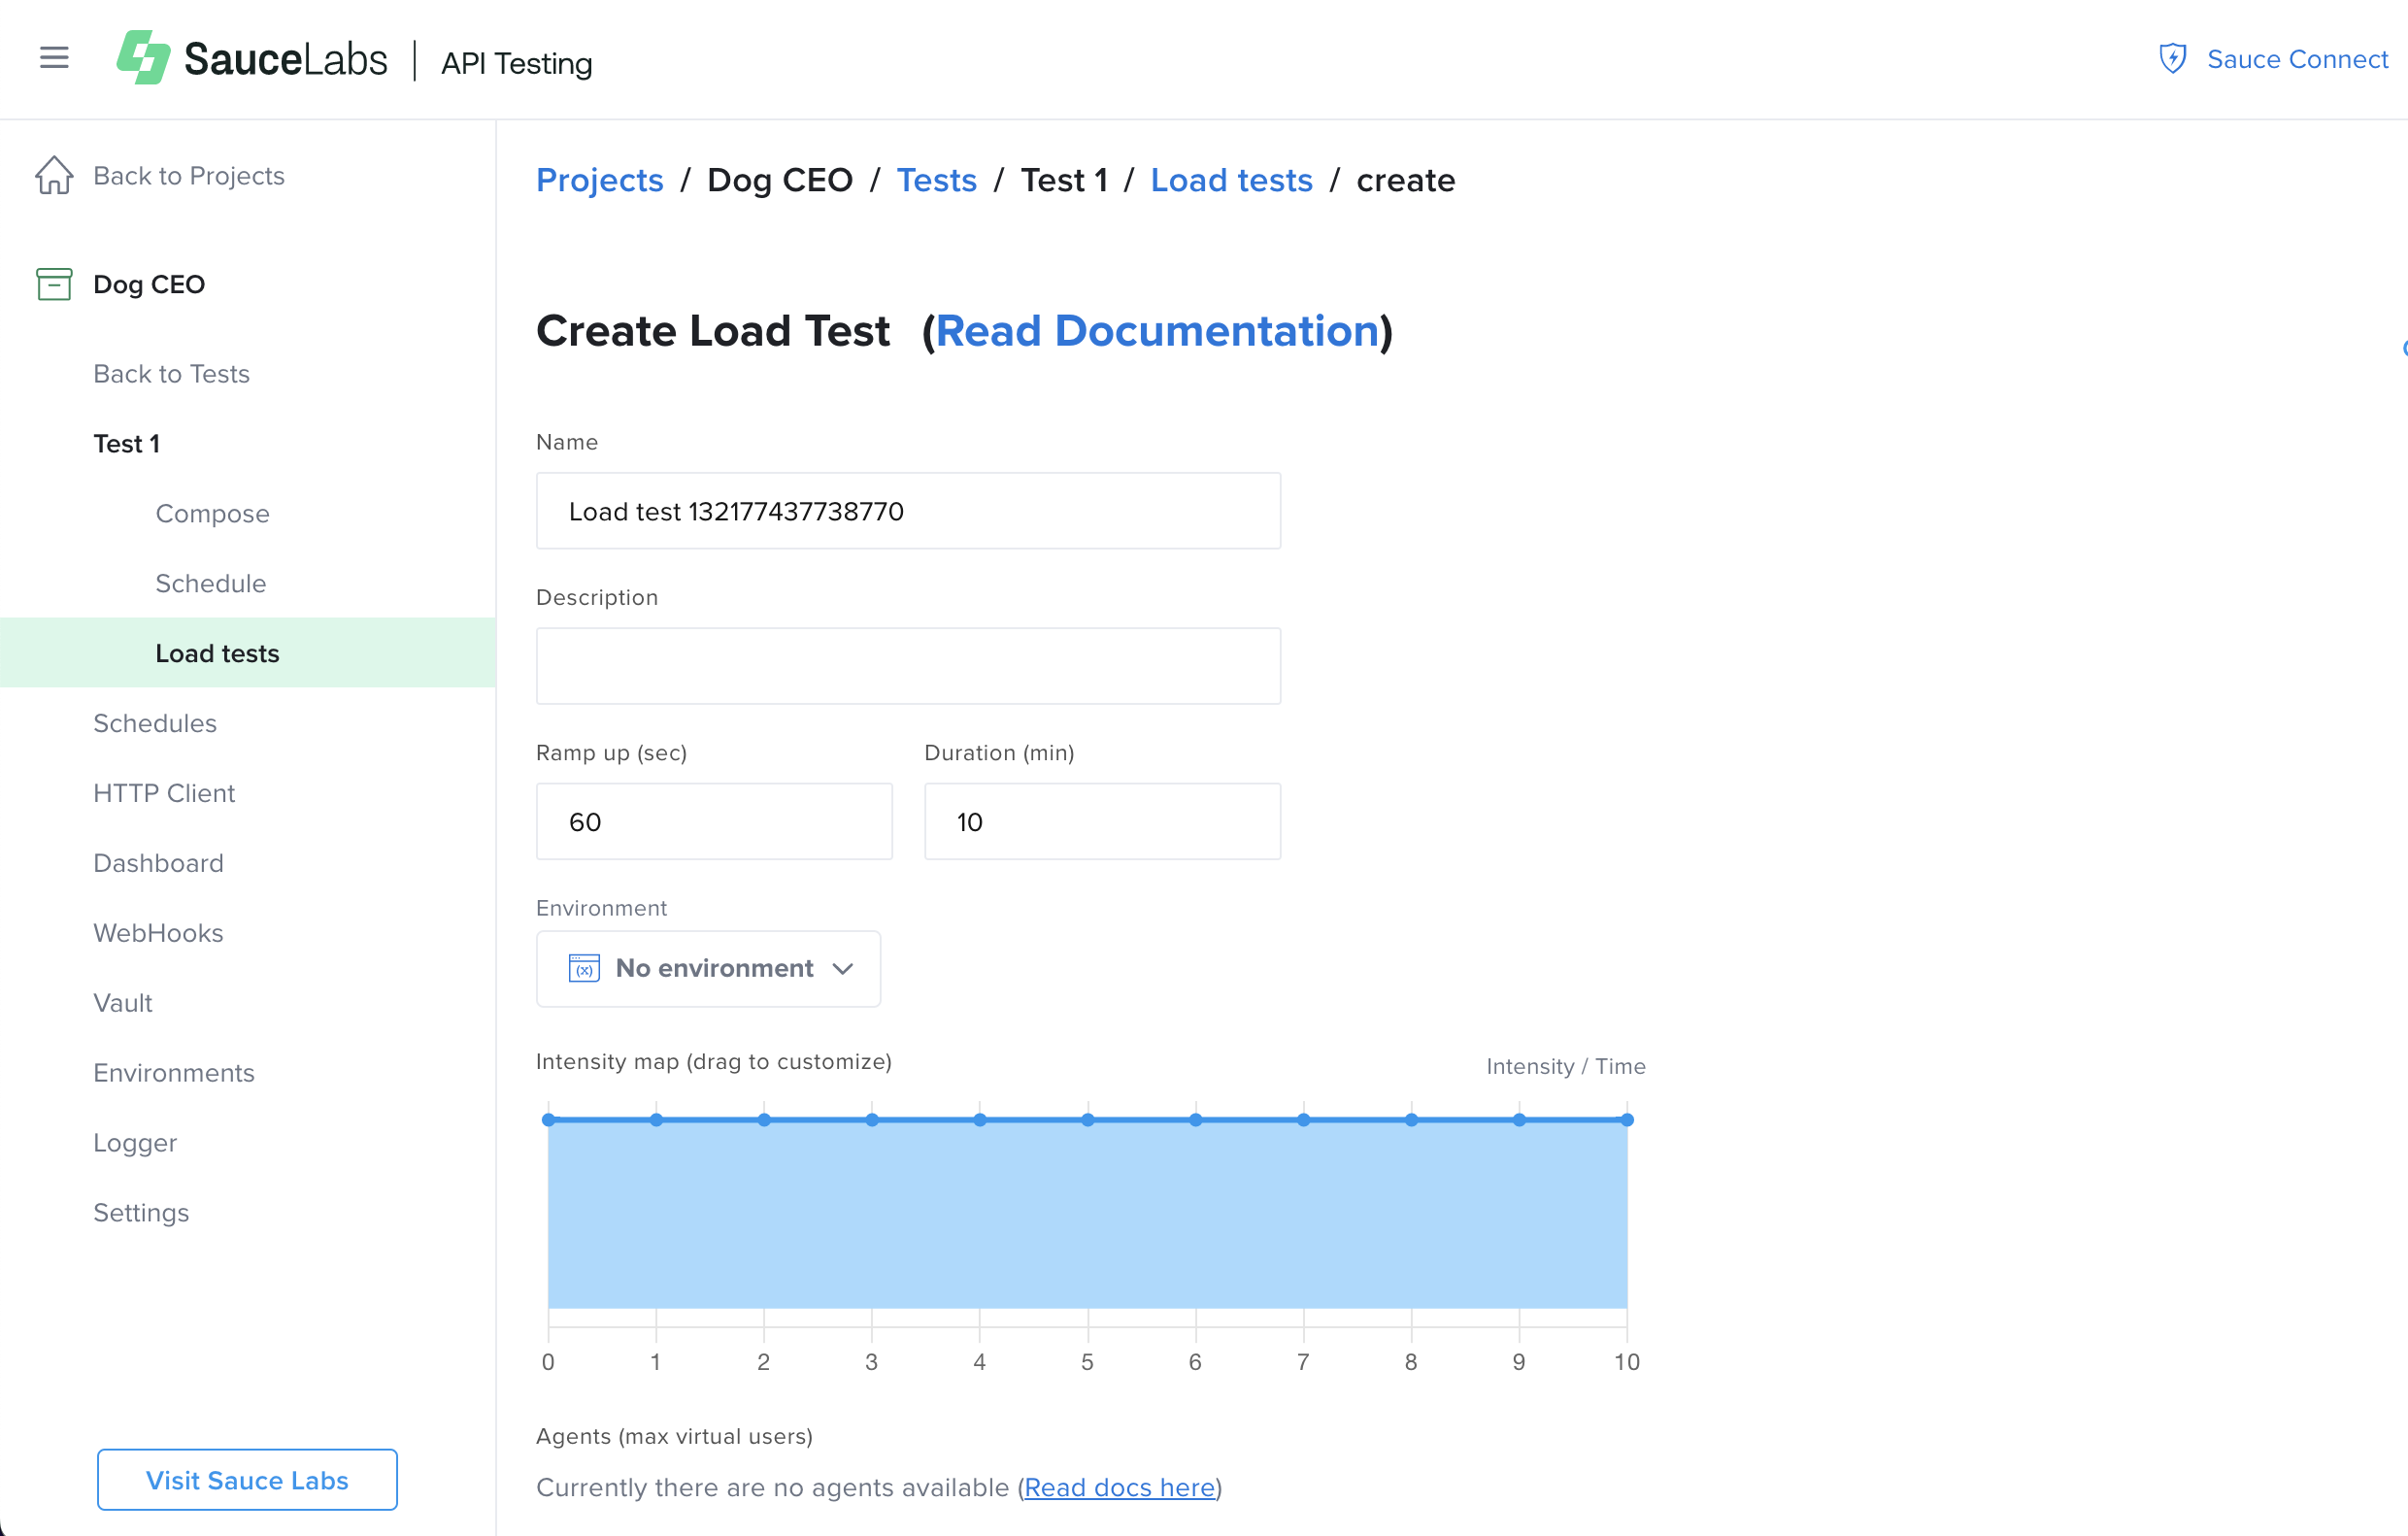 SauceLabs | API Testing
Sauce Connect
Back to Projects
Dog CEO
Back to Tests
Test 1
Compose
Schedule
Load tests
Schedules
HTTP Client
Dashboard
WebHooks
Vault
Environments
Logger
Settings
Visit Sauce Labs
Projects / Dog CEO / Tests / Test 1 / Load tests / create
Create Load Test (Read Documentation)
Name
Load test 132177437738770
Description
Ramp up (sec) Duration (min)
60 10
Environment
(x) No environment
Intensity map (drag to customize) Intensity / Time
0 1 2 3 4 5 6 7 8 9 10
Agents (max virtual users)
Currently there are no agents available (Read docs here)